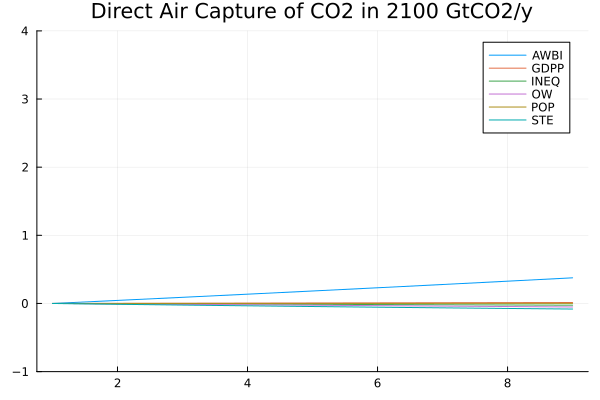 Direct Air Capture of CO2 in 2100 GtCO2/y
4
3
2
1
0
−1
2
4
6
8
AWBI
GDPP
INEQ
OW
POP
STE